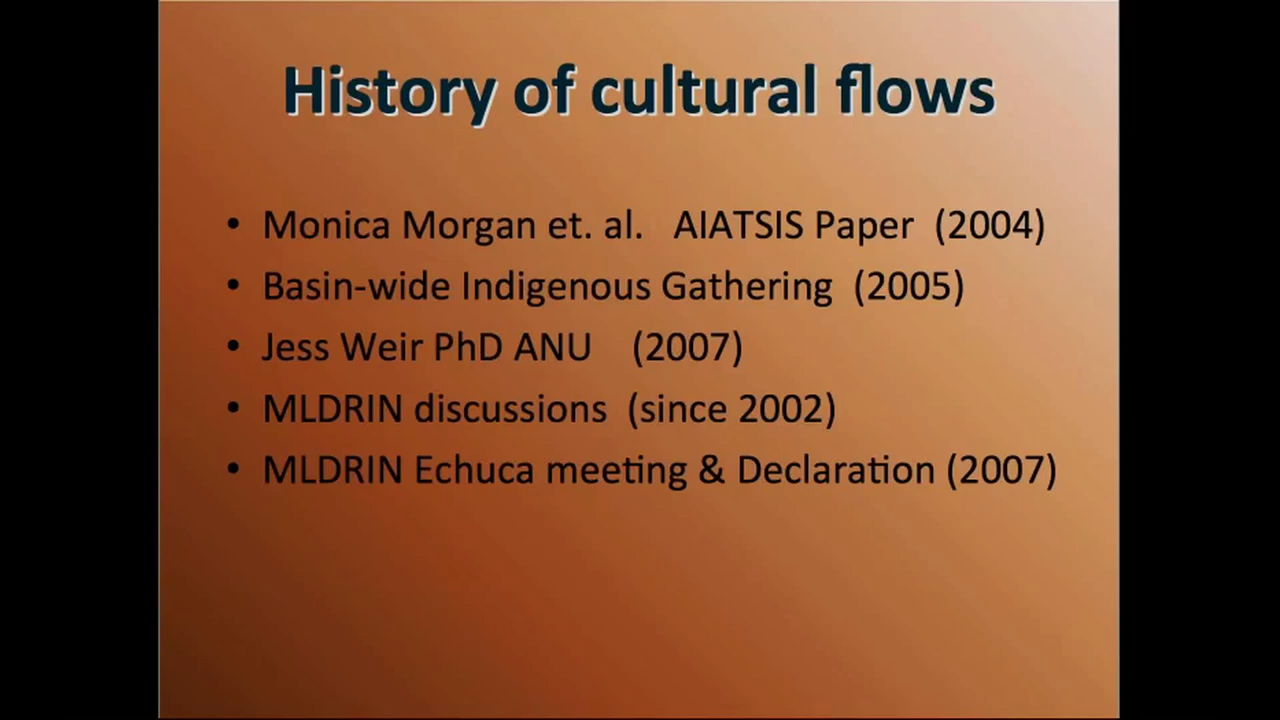 History of cultural flows
• Monica Morgan et. al. AIATSIS Paper (2004)
• Basin-wide Indigenous Gathering (2005)
• Jess Weir PhD ANU (2007)
• MLDRIN discussions (since 2002)
• MLDRIN Echuca meeting & Declaration (2007)